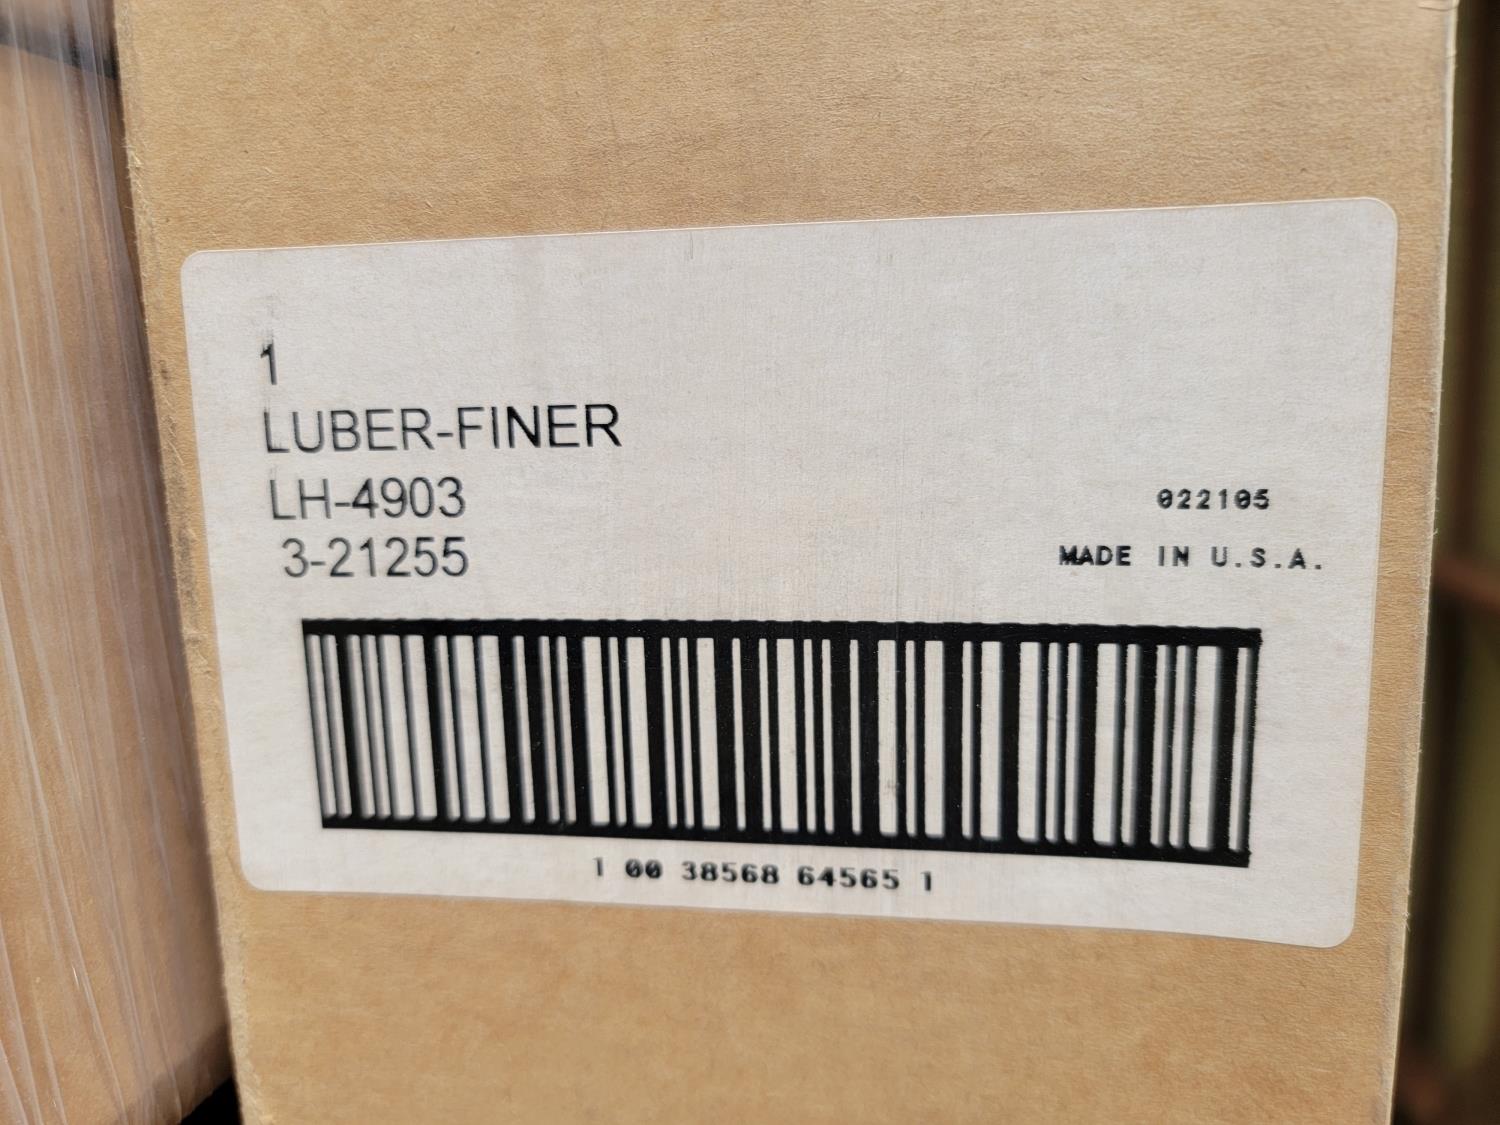 1
LUBER-FINER
LH-4903
022105
3-21255
MADE IN U.S.A.
1 00 38568 64565 1